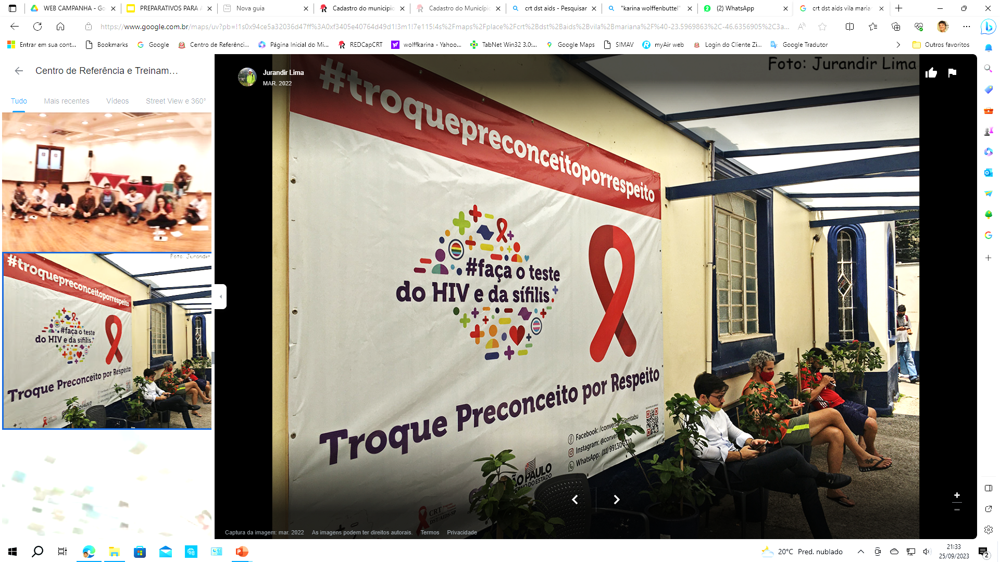 WEB CAMPANHA - Go
PREPARATIVOS PARA A
Nova guia
Cadastro do municipio
Cadastro do Municípi
crt dst aids - Pesquisar
"karina wolffenbuttel"
(2) WhatsApp
crt dst aids vila maria
https://www.google.com.br/maps/uv?pb=!1s0x94ce5a32036d47ff%3A0xf3405e40764d49d1!3m1!7e115!4s%2Fmaps%2Fplace%2Fcrt%2Bdst%2Baids%2Bvila%2Bmariana%2F%40-23.5969863%2C-46.6356905%2C3a...
Entrar em sua cont...
Bookmarks
Google
Centro de Referênci...
Página Inicial do Mi...
REDCapCRT
wolffkarina - Yahoo...
TabNet Win32 3.0:...
Google Maps
SIMAV
myAir web
Login do Cliente Zi...
Google Tradutor
Outros favoritos
Centro de Referência e Treinam...
Tudo
Mais recentes
Vídeos
Street View e 360°
Foto: Jurandir
#troquepreconceitoporrespeito
#faça o teste
do HIV e da sífilis.
Troque Preconceito por Respeito
Jurandir Lima
MAR. 2022
Foto: Jurandir Lima
#troquepreconceitoporrespeito
#faça o teste
do HIV e da sífilis.
Troque Preconceito por Respeito
Facebook: /conversa
Instagram: @conver
WhatsApp: (11) 99130
SÃO PAULO
GOVERNO DO ESTADO
CRT
DST/AIDS-SP
Captura da imagem: mar. 2022
As imagens podem ter direitos autorais.
Termos
Privacidade
20°C Pred. nublado
21:33
25/09/2023
2